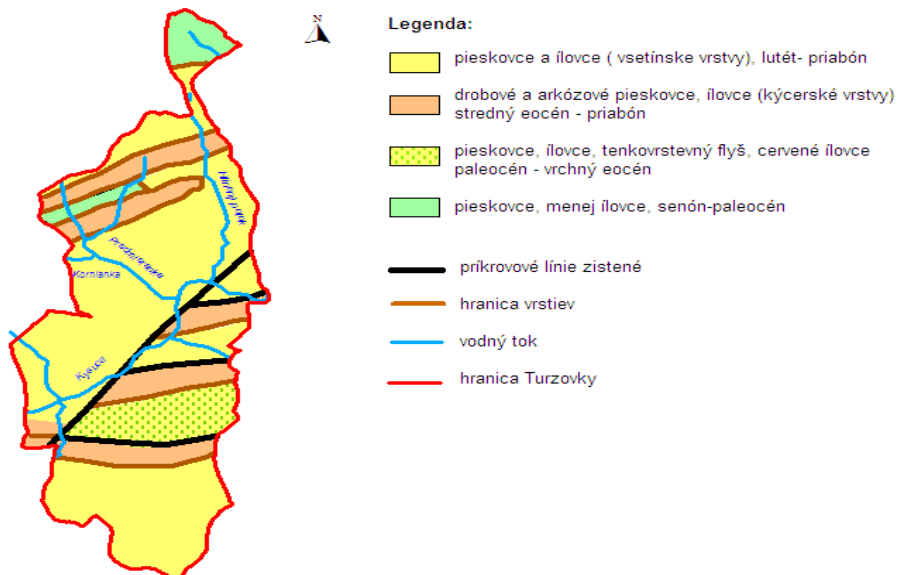 N
Legenda:
pieskovce a ílovce ( vsetínske vrstvy), lutét- priabón
drobové a arkózové pieskovce, ílovce (kýcerské vrstvy)
stredný eocén - priabón
pieskovce, ílovce, tenkovrstevný flyš, červené ílovce
paleocén - vrchný eocén
pieskovce, menej ílovce, senón-paleocén
príkrovové línie zistené
hranica vrstiev
vodný tok
hranica Turzovky
Kornianka
Kysuce